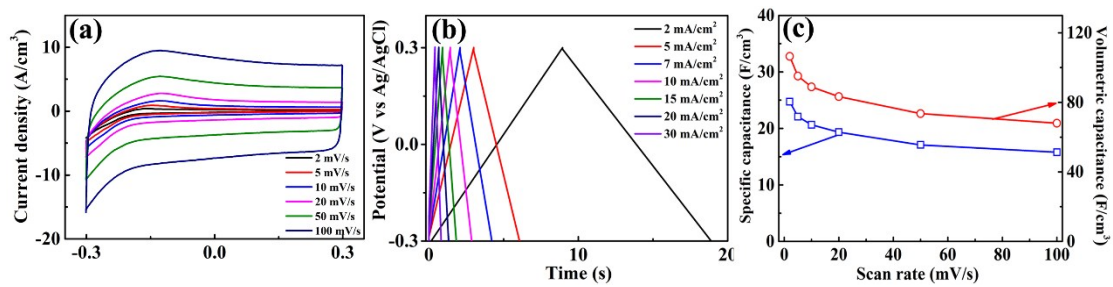 (a)
Current density (A/cm³)
20
10
0
-10
-20
-0.3
0.0
0.3
2 mV/s
5 mV/s
10 mV/s
20 mV/s
50 mV/s
100 mV/s
(b)
Potential (V vs Ag/AgCl)
0.3
0.0
-0.3
0
5
10
15
Time (s)
2 mA/cm²
5 mA/cm²
7 mA/cm²
10 mA/cm²
15 mA/cm²
20 mA/cm²
30 mA/cm²
(c)
Specific capacitance (F/cm³)
40
30
20
10
0
0
20
40
60
80
100
Scan rate (mV/s)
120
80
40
0
Volumetric capacitance
(F/cm³)